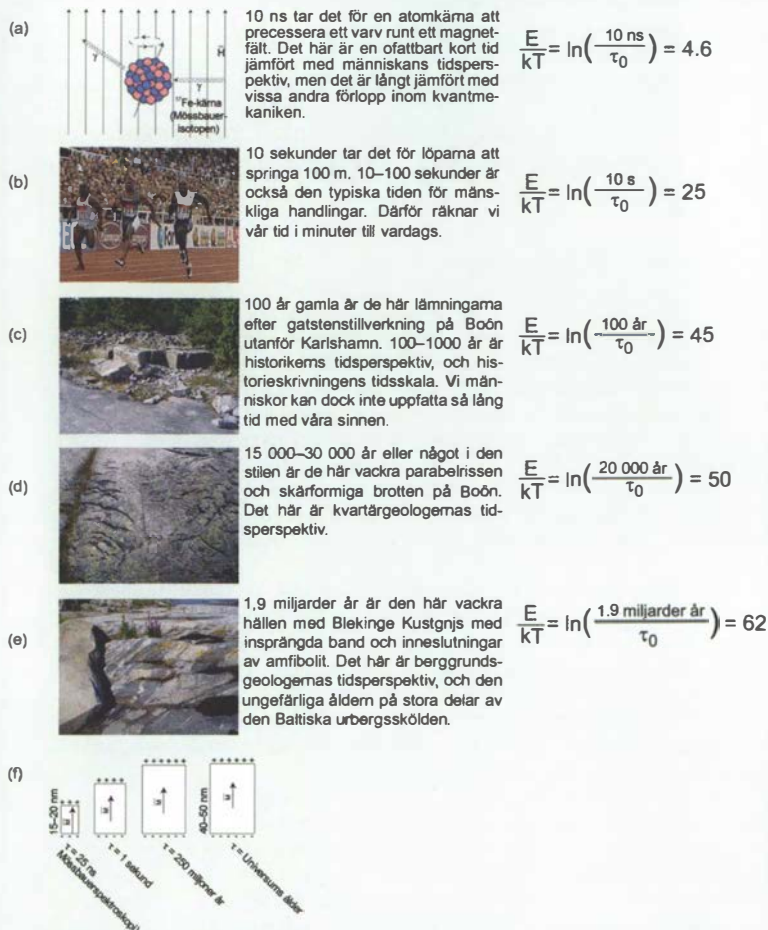 (a)
H
γ
γ
57Fe-kärna
(Mössbauer-
isotopen)
10 ns tar det för en atomkärna att
precessera ett varv runt ett magnet-
fält. Det här är en ofattbart kort tid
jämfört med människans tidspers-
pektiv, men det är långt jämfört med
vissa andra förlopp inom kvantme-
kaniken.
E/kT = ln(10 ns/τ0) = 4.6
(b)
10 sekunder tar det för löparna att
springa 100 m. 10–100 sekunder är
också den typiska tiden för mäns-
kliga handlingar. Därför räknar vi
vår tid i minuter till vardags.
E/kT = ln(10 s/τ0) = 25
(c)
100 år gamla är de här lämningarna
efter gatstenstillverkning på Boön
utanför Karlshamn. 100–1000 år är
historikerns tidsperspektiv, och his-
torieskrivningens tidsskala. Vi män-
niskor kan dock inte uppfatta så lång
tid med våra sinnen.
E/kT = ln(100 år/τ0) = 45
(d)
15 000–30 000 år eller något i den
stilen är de här vackra parabelrissen
och skärformiga brotten på Boön.
Det här är kvartärgeologernas tid-
sperspektiv.
E/kT = ln(20 000 år/τ0) = 50
(e)
1,9 miljarder år är den här vackra
hällen med Blekinge Kustgnjs med
insprängda band och inneslutningar
av amfibolit. Det här är berggrunds-
geologernas tidsperspektiv, och den
ungefärliga åldern på stora delar av
den Baltiska urbergsskölden.
E/kT = ln(1.9 miljarder år/τ0) = 62
(f)
15–20 nm
40–50 nm
τ = 25 ns
Mössbauerspektroskopi
τ = 1 sekund
τ = 250 miljoner år
τ = Universums ålder